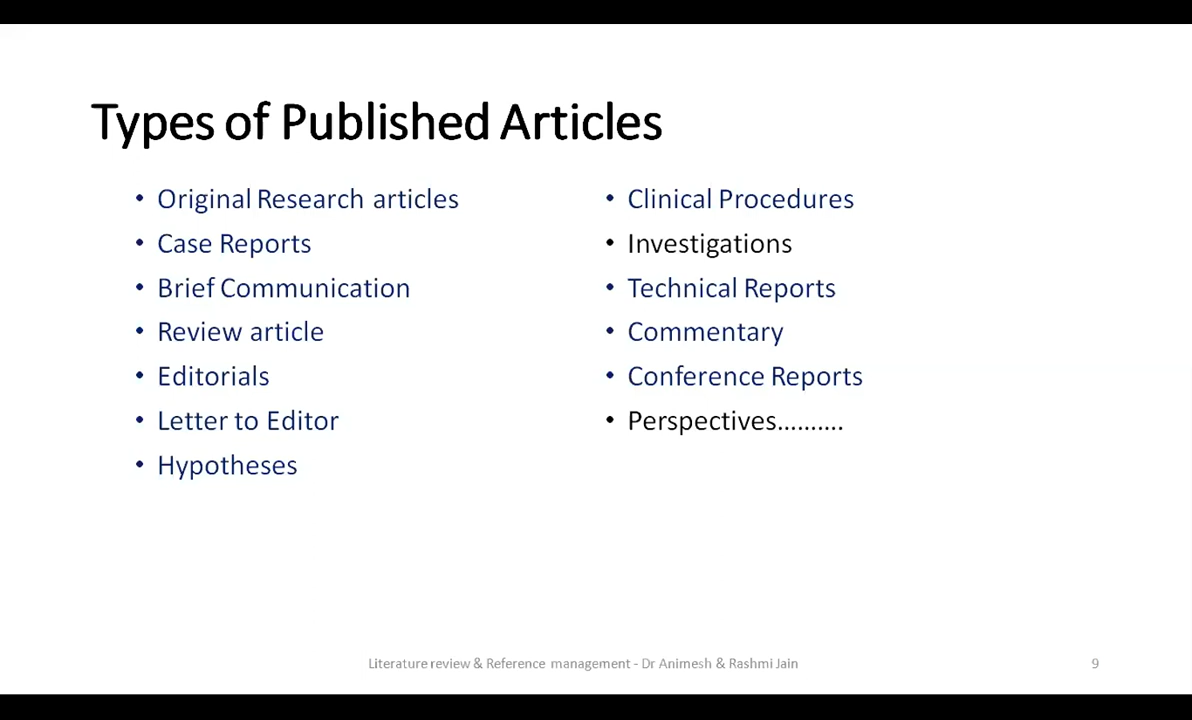 Types of Published Articles
• Original Research articles
• Case Reports
• Brief Communication
• Review article
• Editorials
• Letter to Editor
• Hypotheses
• Clinical Procedures
• Investigations
• Technical Reports
• Commentary
• Conference Reports
• Perspectives..........
Literature review & Reference management - Dr Animesh & Rashmi Jain
9